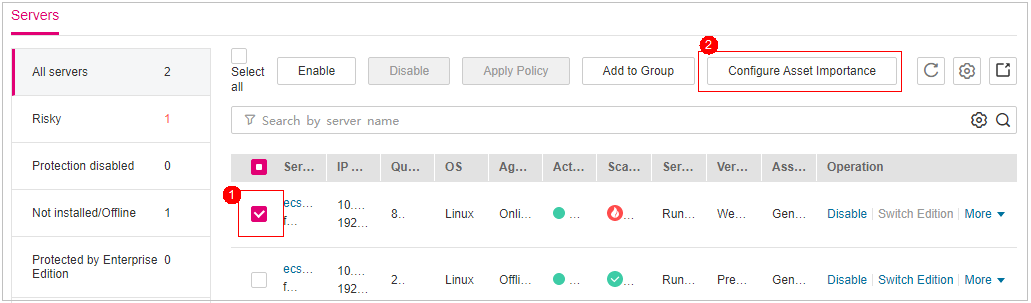 Servers
All servers 2
Risky 1
Protection disabled 0
Not installed/Offline 1
Protected by Enterprise 0
Edition
Select
all
Enable
Disable
Apply Policy
Add to Group
2
Configure Asset Importance
Search by server name
Ser... IP ... Qu... OS Ag... Act... Sca... Ser... Ver... Ass... Operation
1
ecs... 10.... 8.. Linux Onli... ... ... Run... We... Gen... Disable Switch Edition More
f... 192...
ecs... 10.... 2.. Linux Offli... ... ... Run... Pre... Gen... Disable Switch Edition More
f... 192...